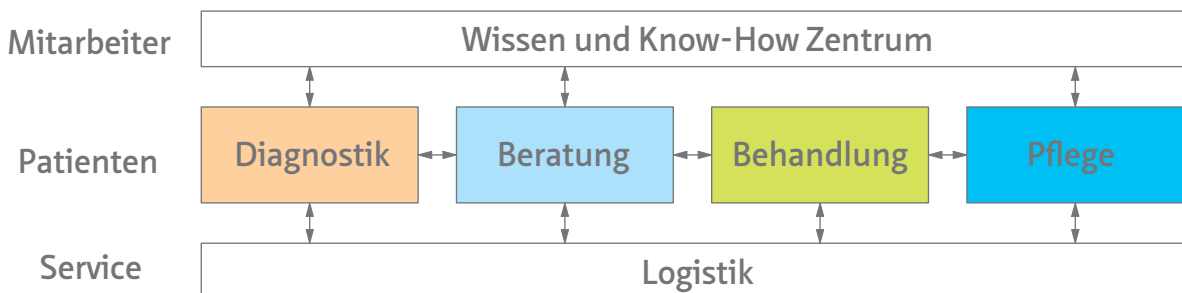 Mitarbeiter Wissen und Know-How Zentrum
Patienten Diagnostik Beratung Behandlung Pflege
Service Logistik